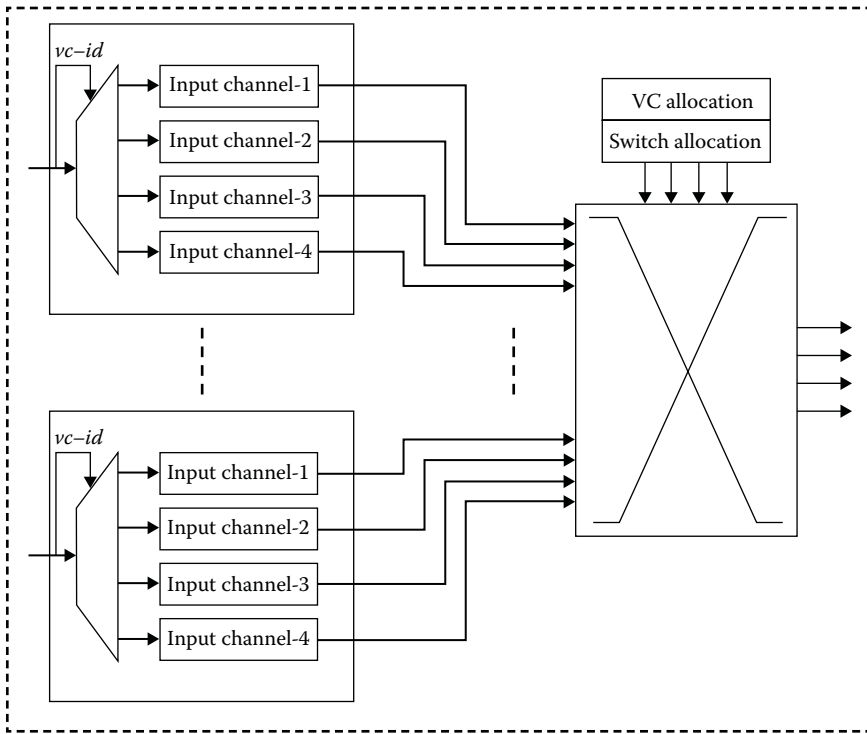 vc–id
Input channel-1
Input channel-2
Input channel-3
Input channel-4
VC allocation
Switch allocation
vc–id
Input channel-1
Input channel-2
Input channel-3
Input channel-4